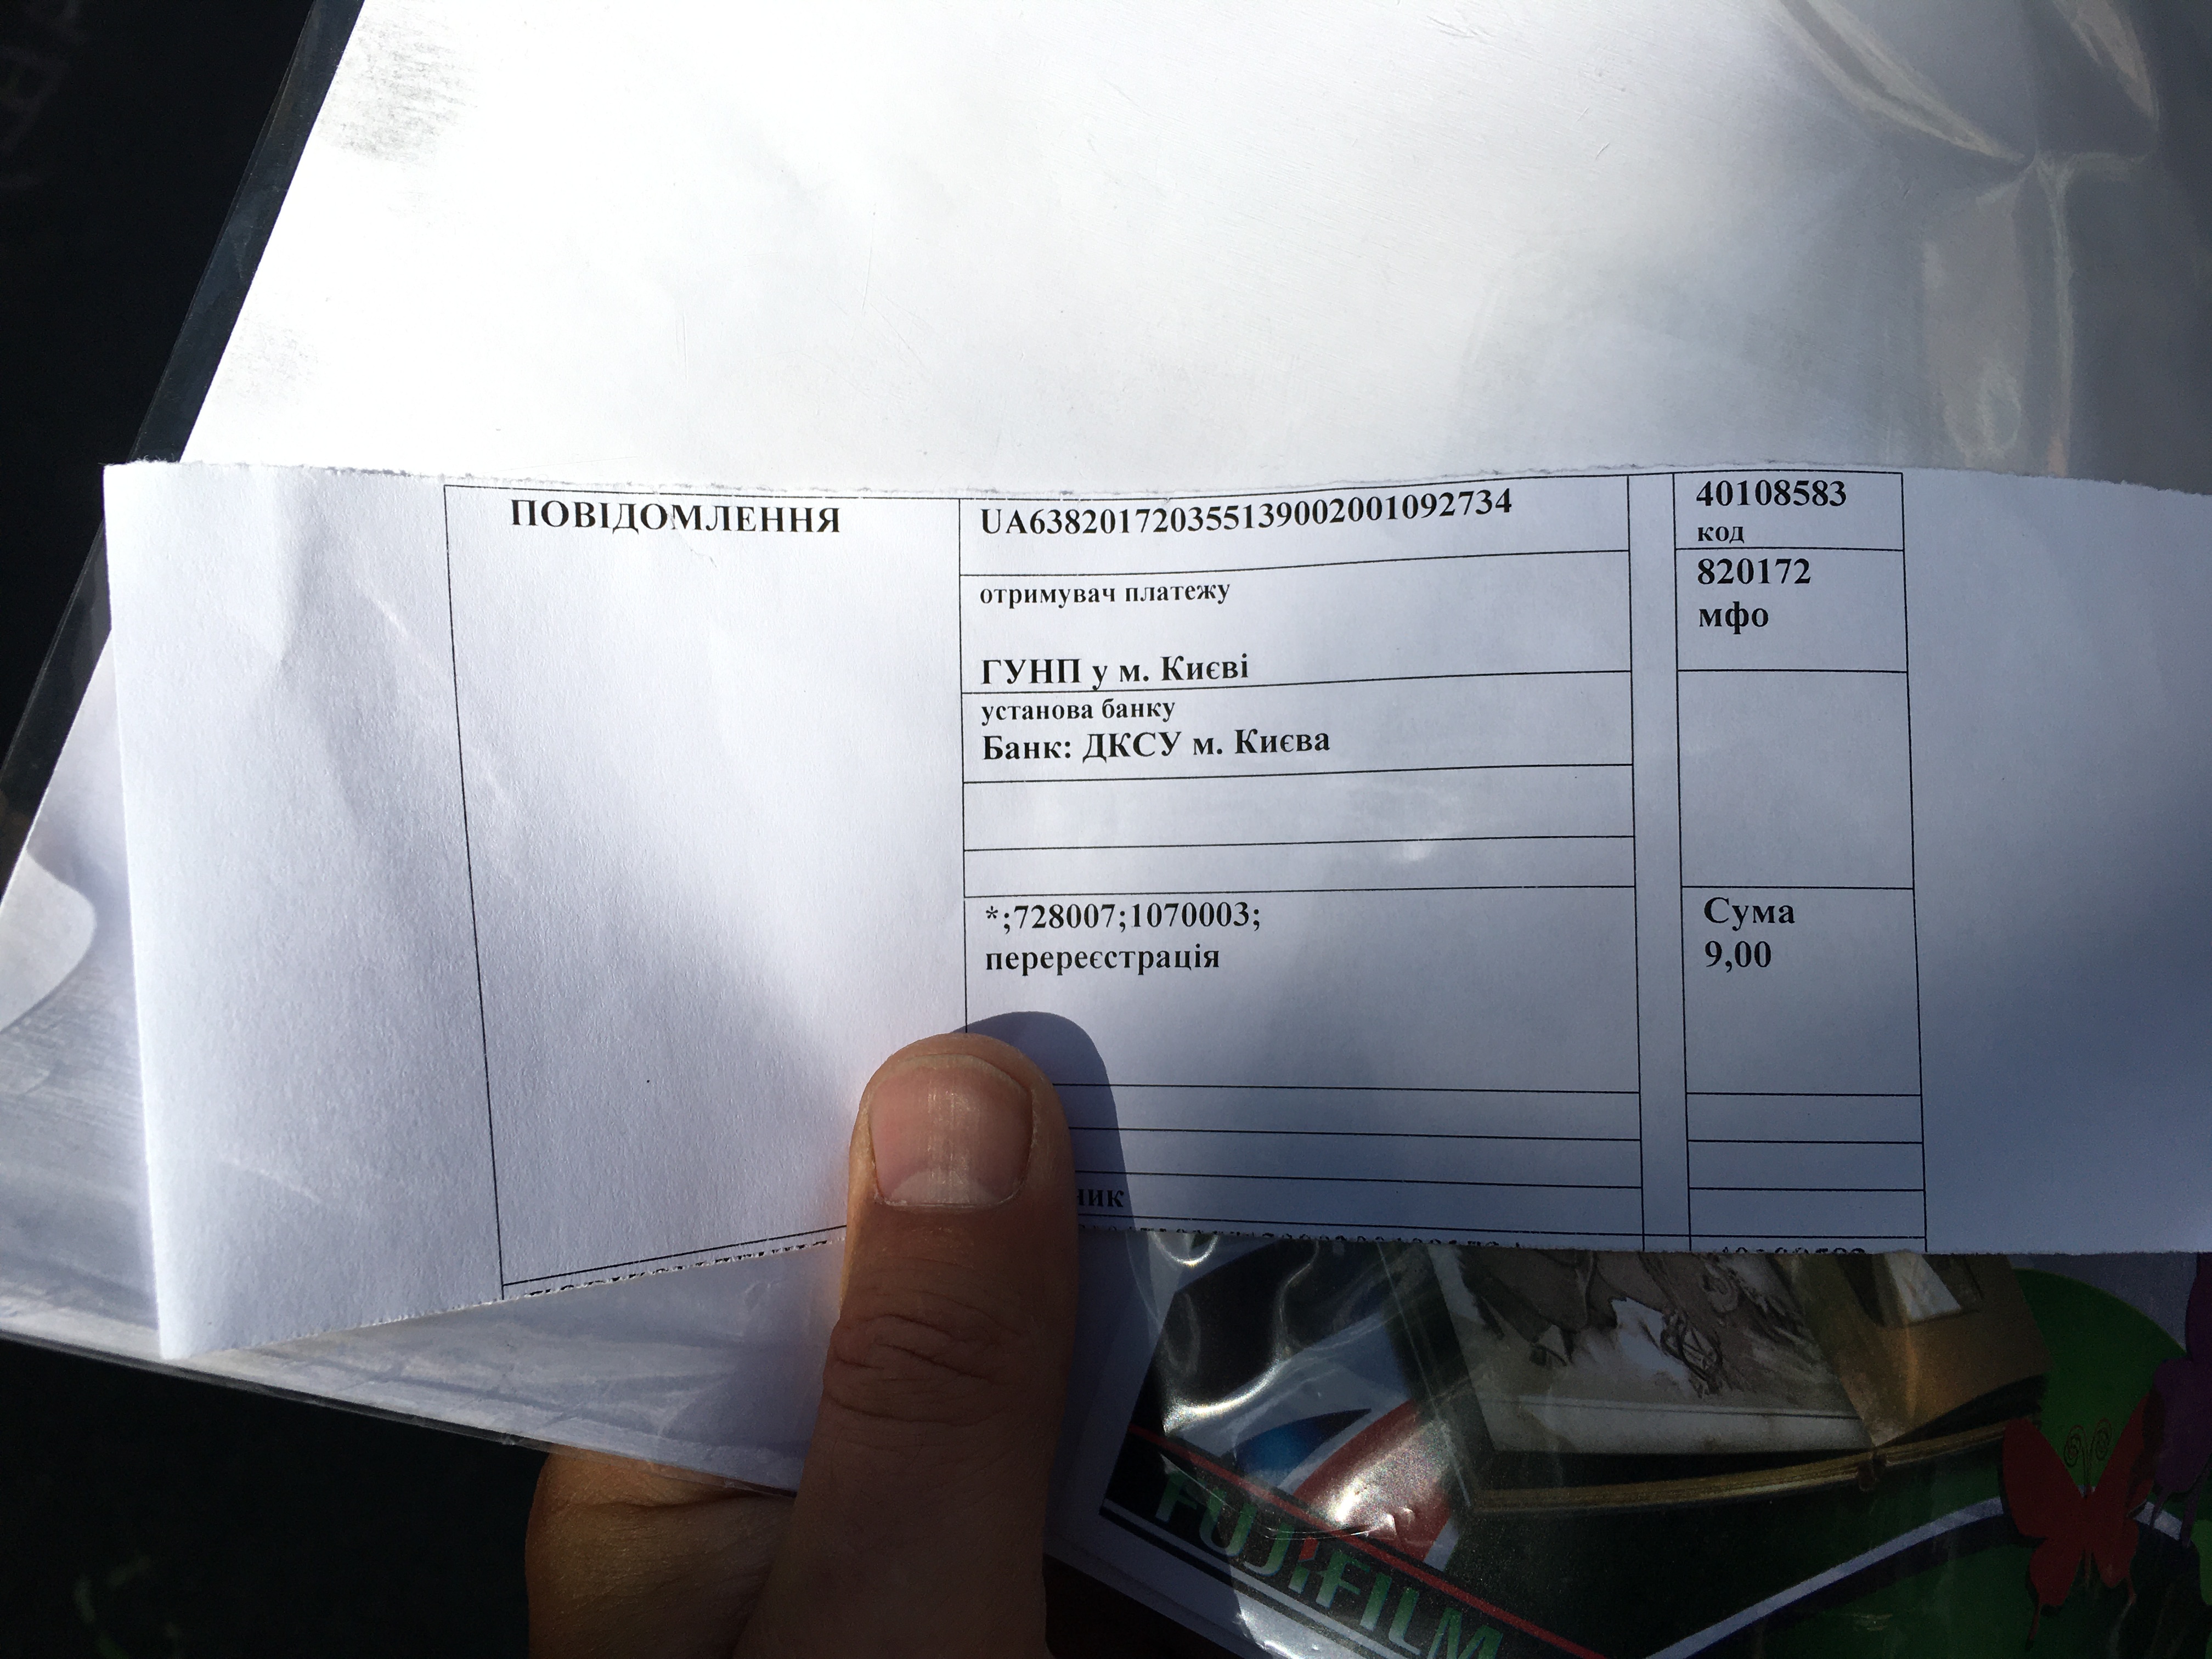 ПОВІДОМЛЕННЯ
UA638201720355139002001092734
40108583
код
отримувач платежу
820172
мфо
ГУНП у м. Києві
установа банку
Банк: ДКСУ м. Києва
*;728007;1070003;
перереєстрація
Сума
9,00
FUJIFILM